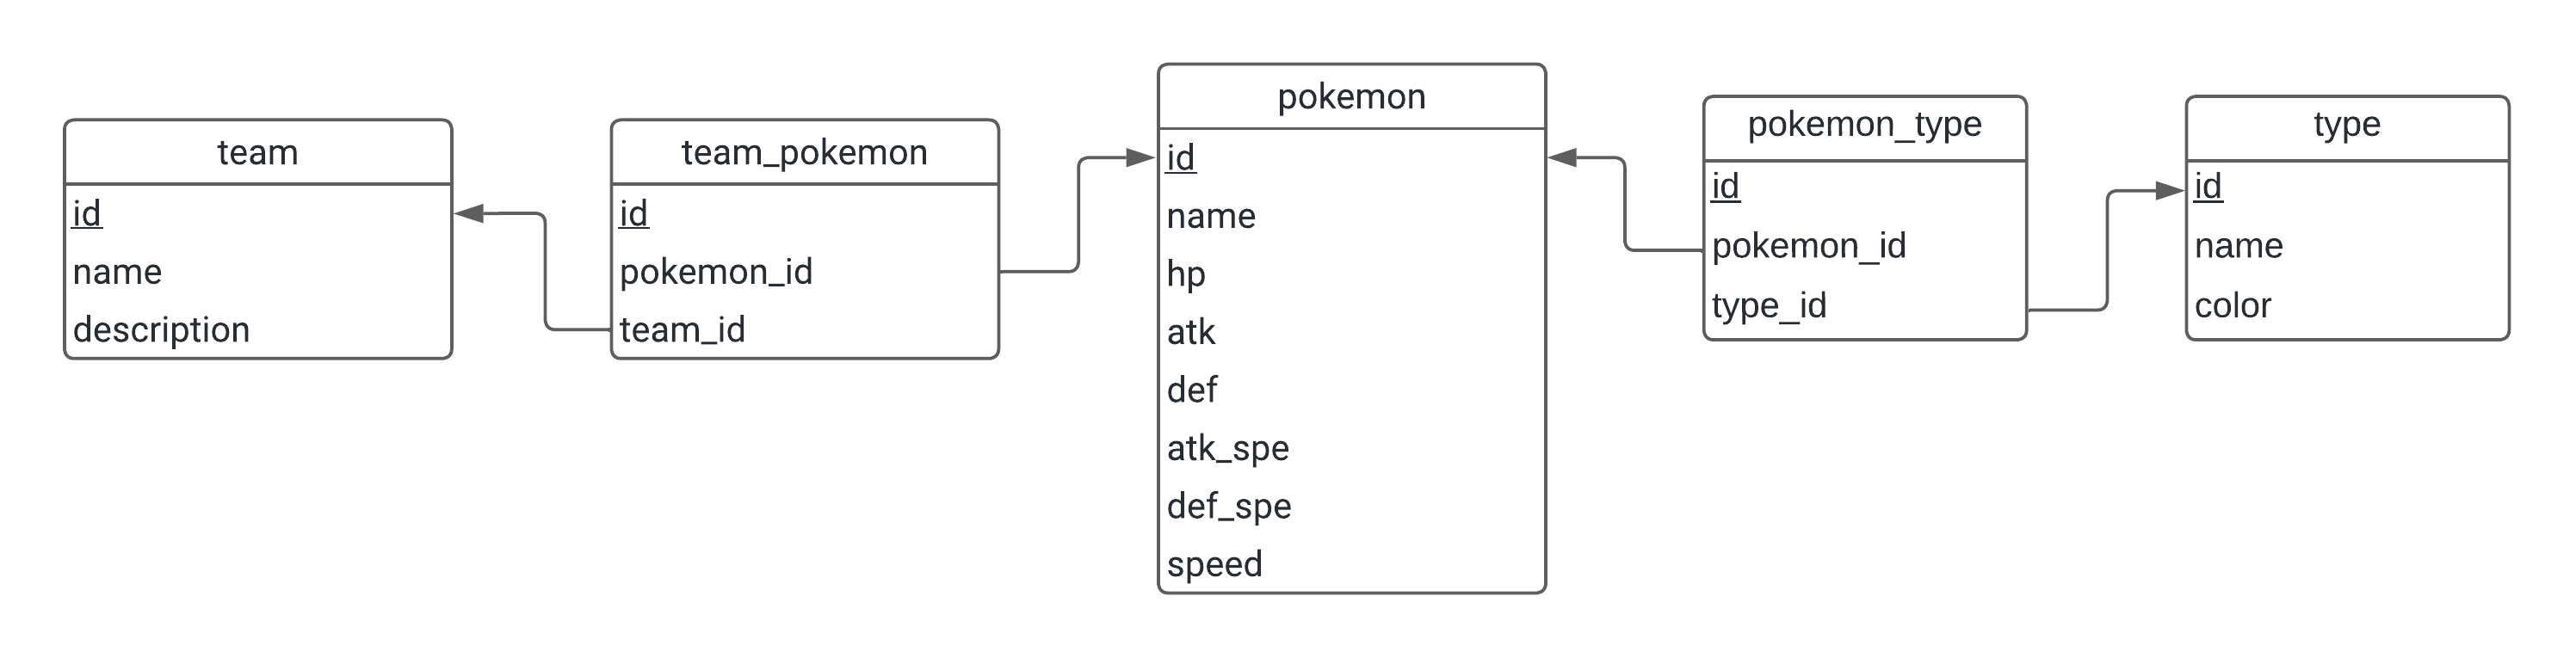 team
id
name
description
team_pokemon
id
pokemon_id
team_id
pokemon
id
name
hp
atk
def
atk_spe
def_spe
speed
pokemon_type
id
pokemon_id
type_id
type
id
name
color